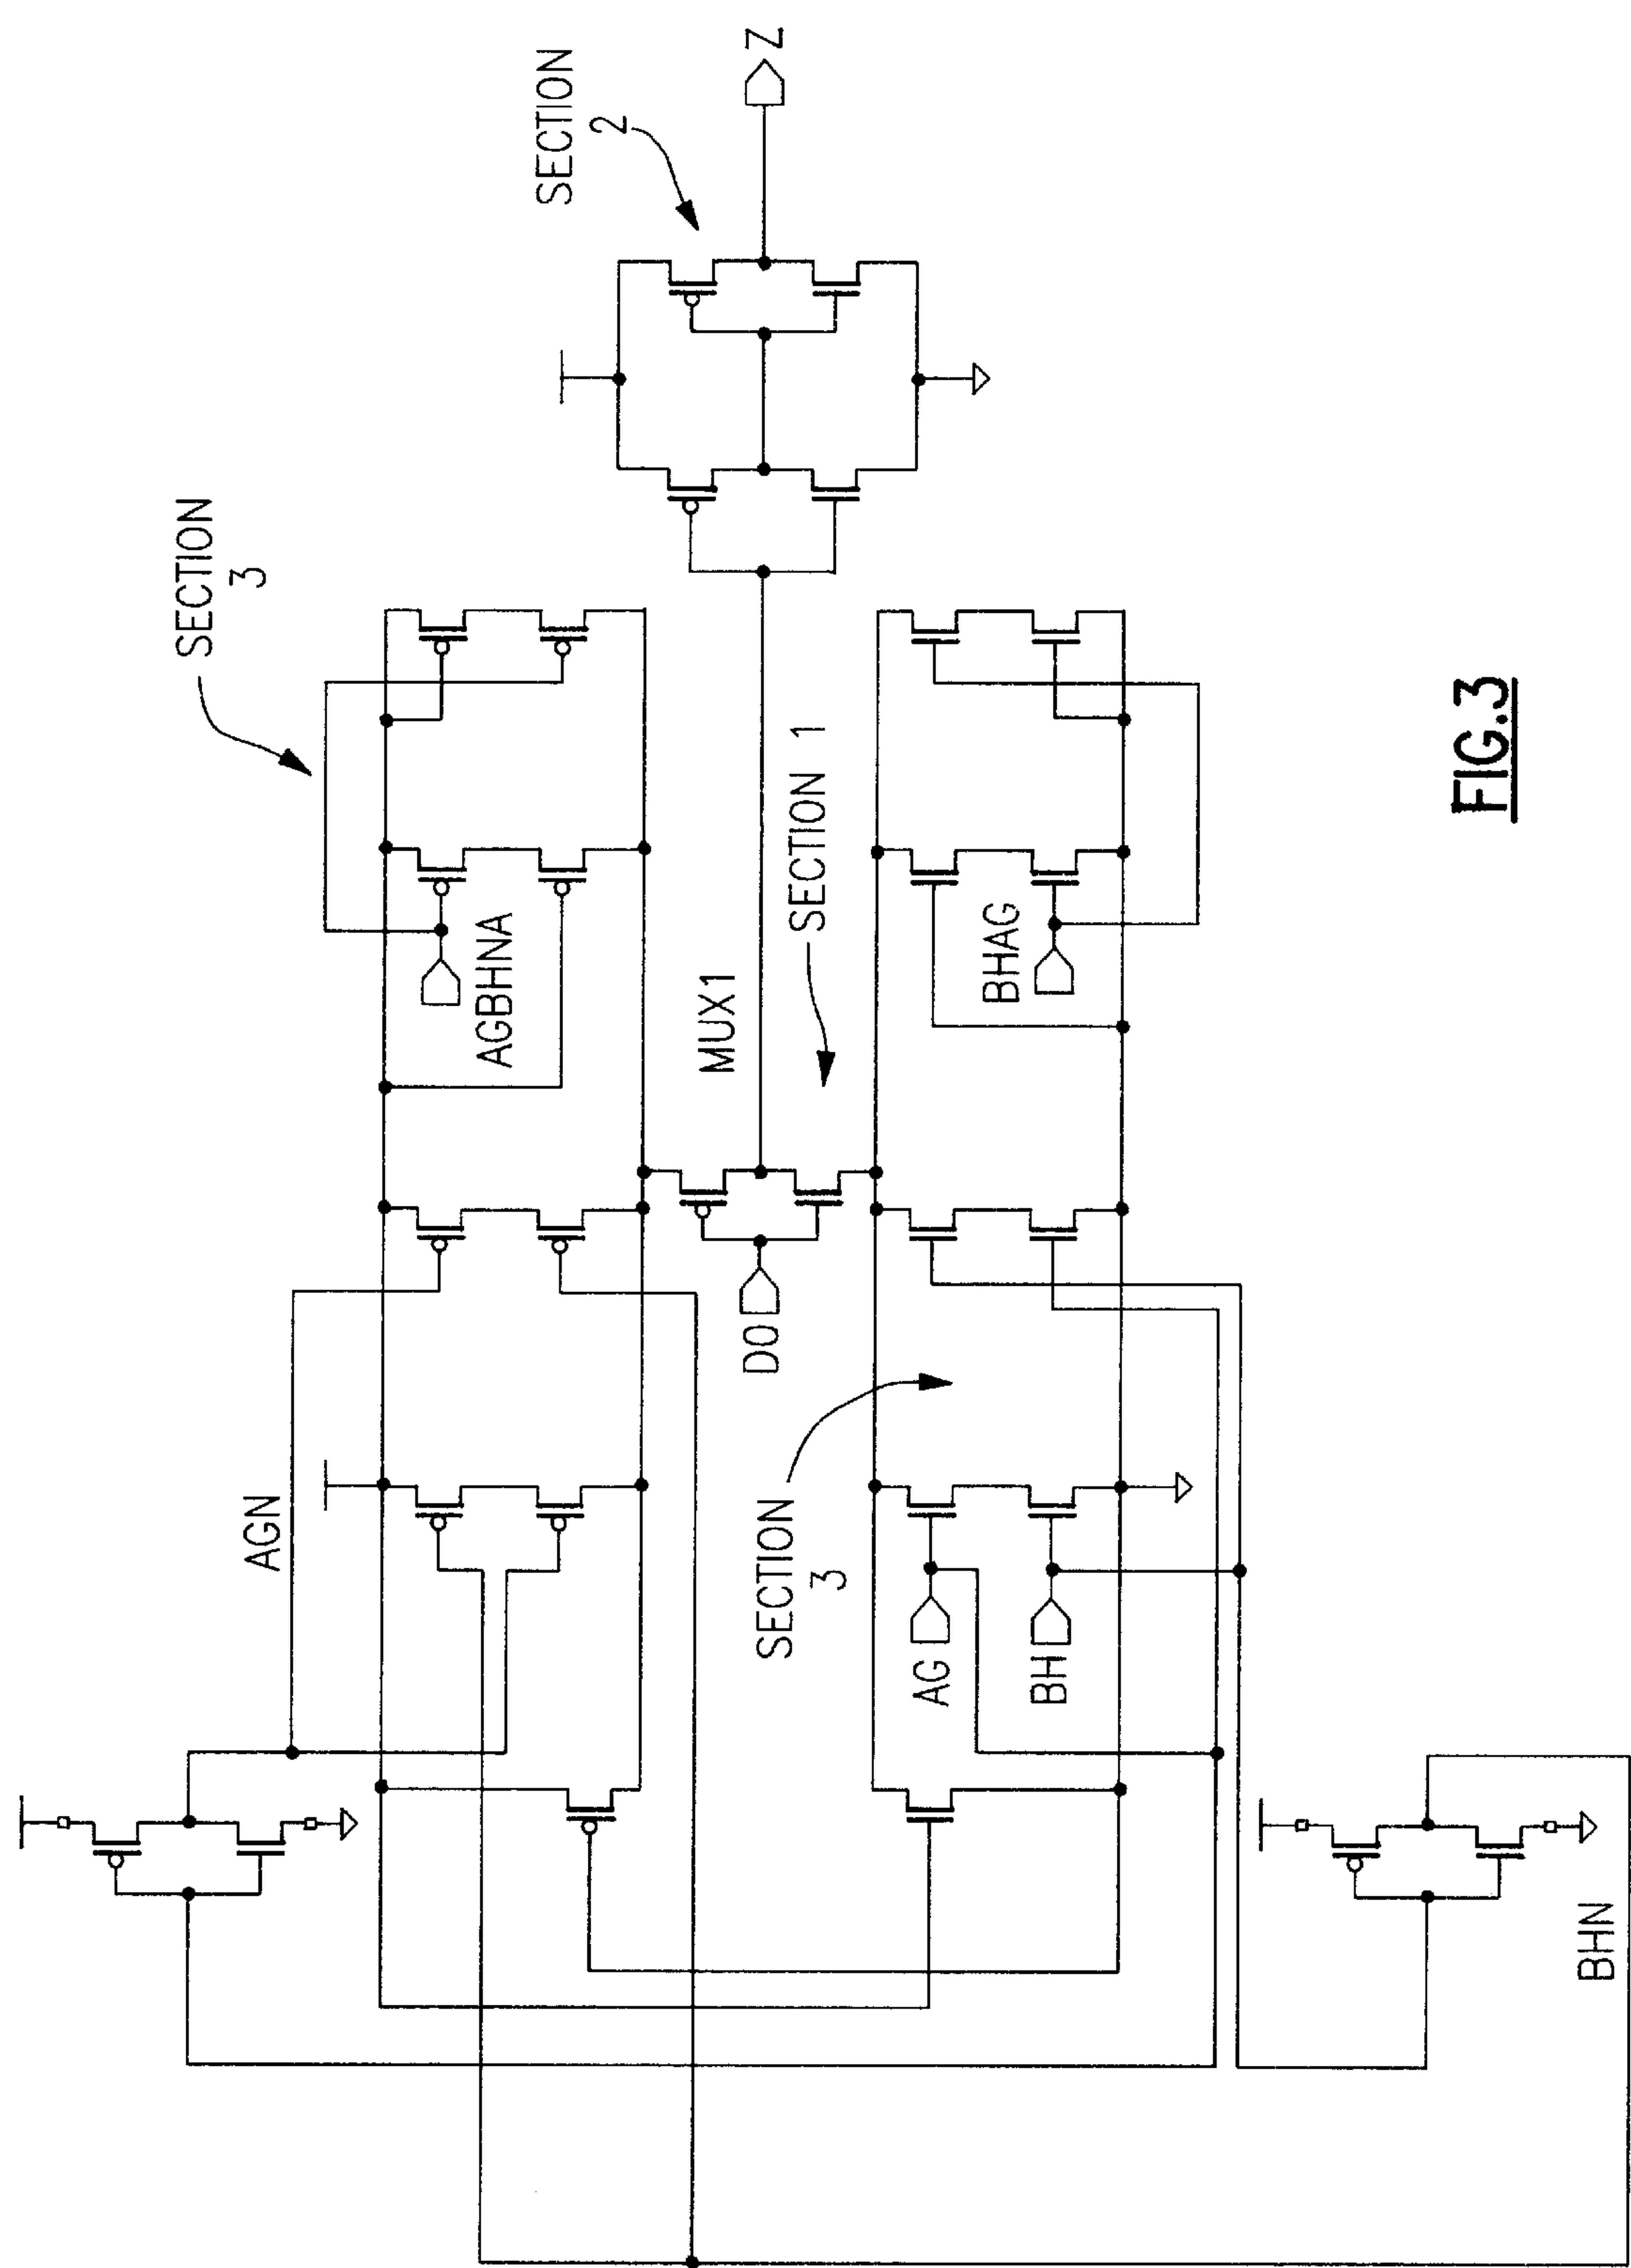 SECTION
2
Z
SECTION
3
AGBHNA
MUX1
SECTION 1
BHAG
AGN
D0
SECTION
3
AG
BH
BHN
FIG.3